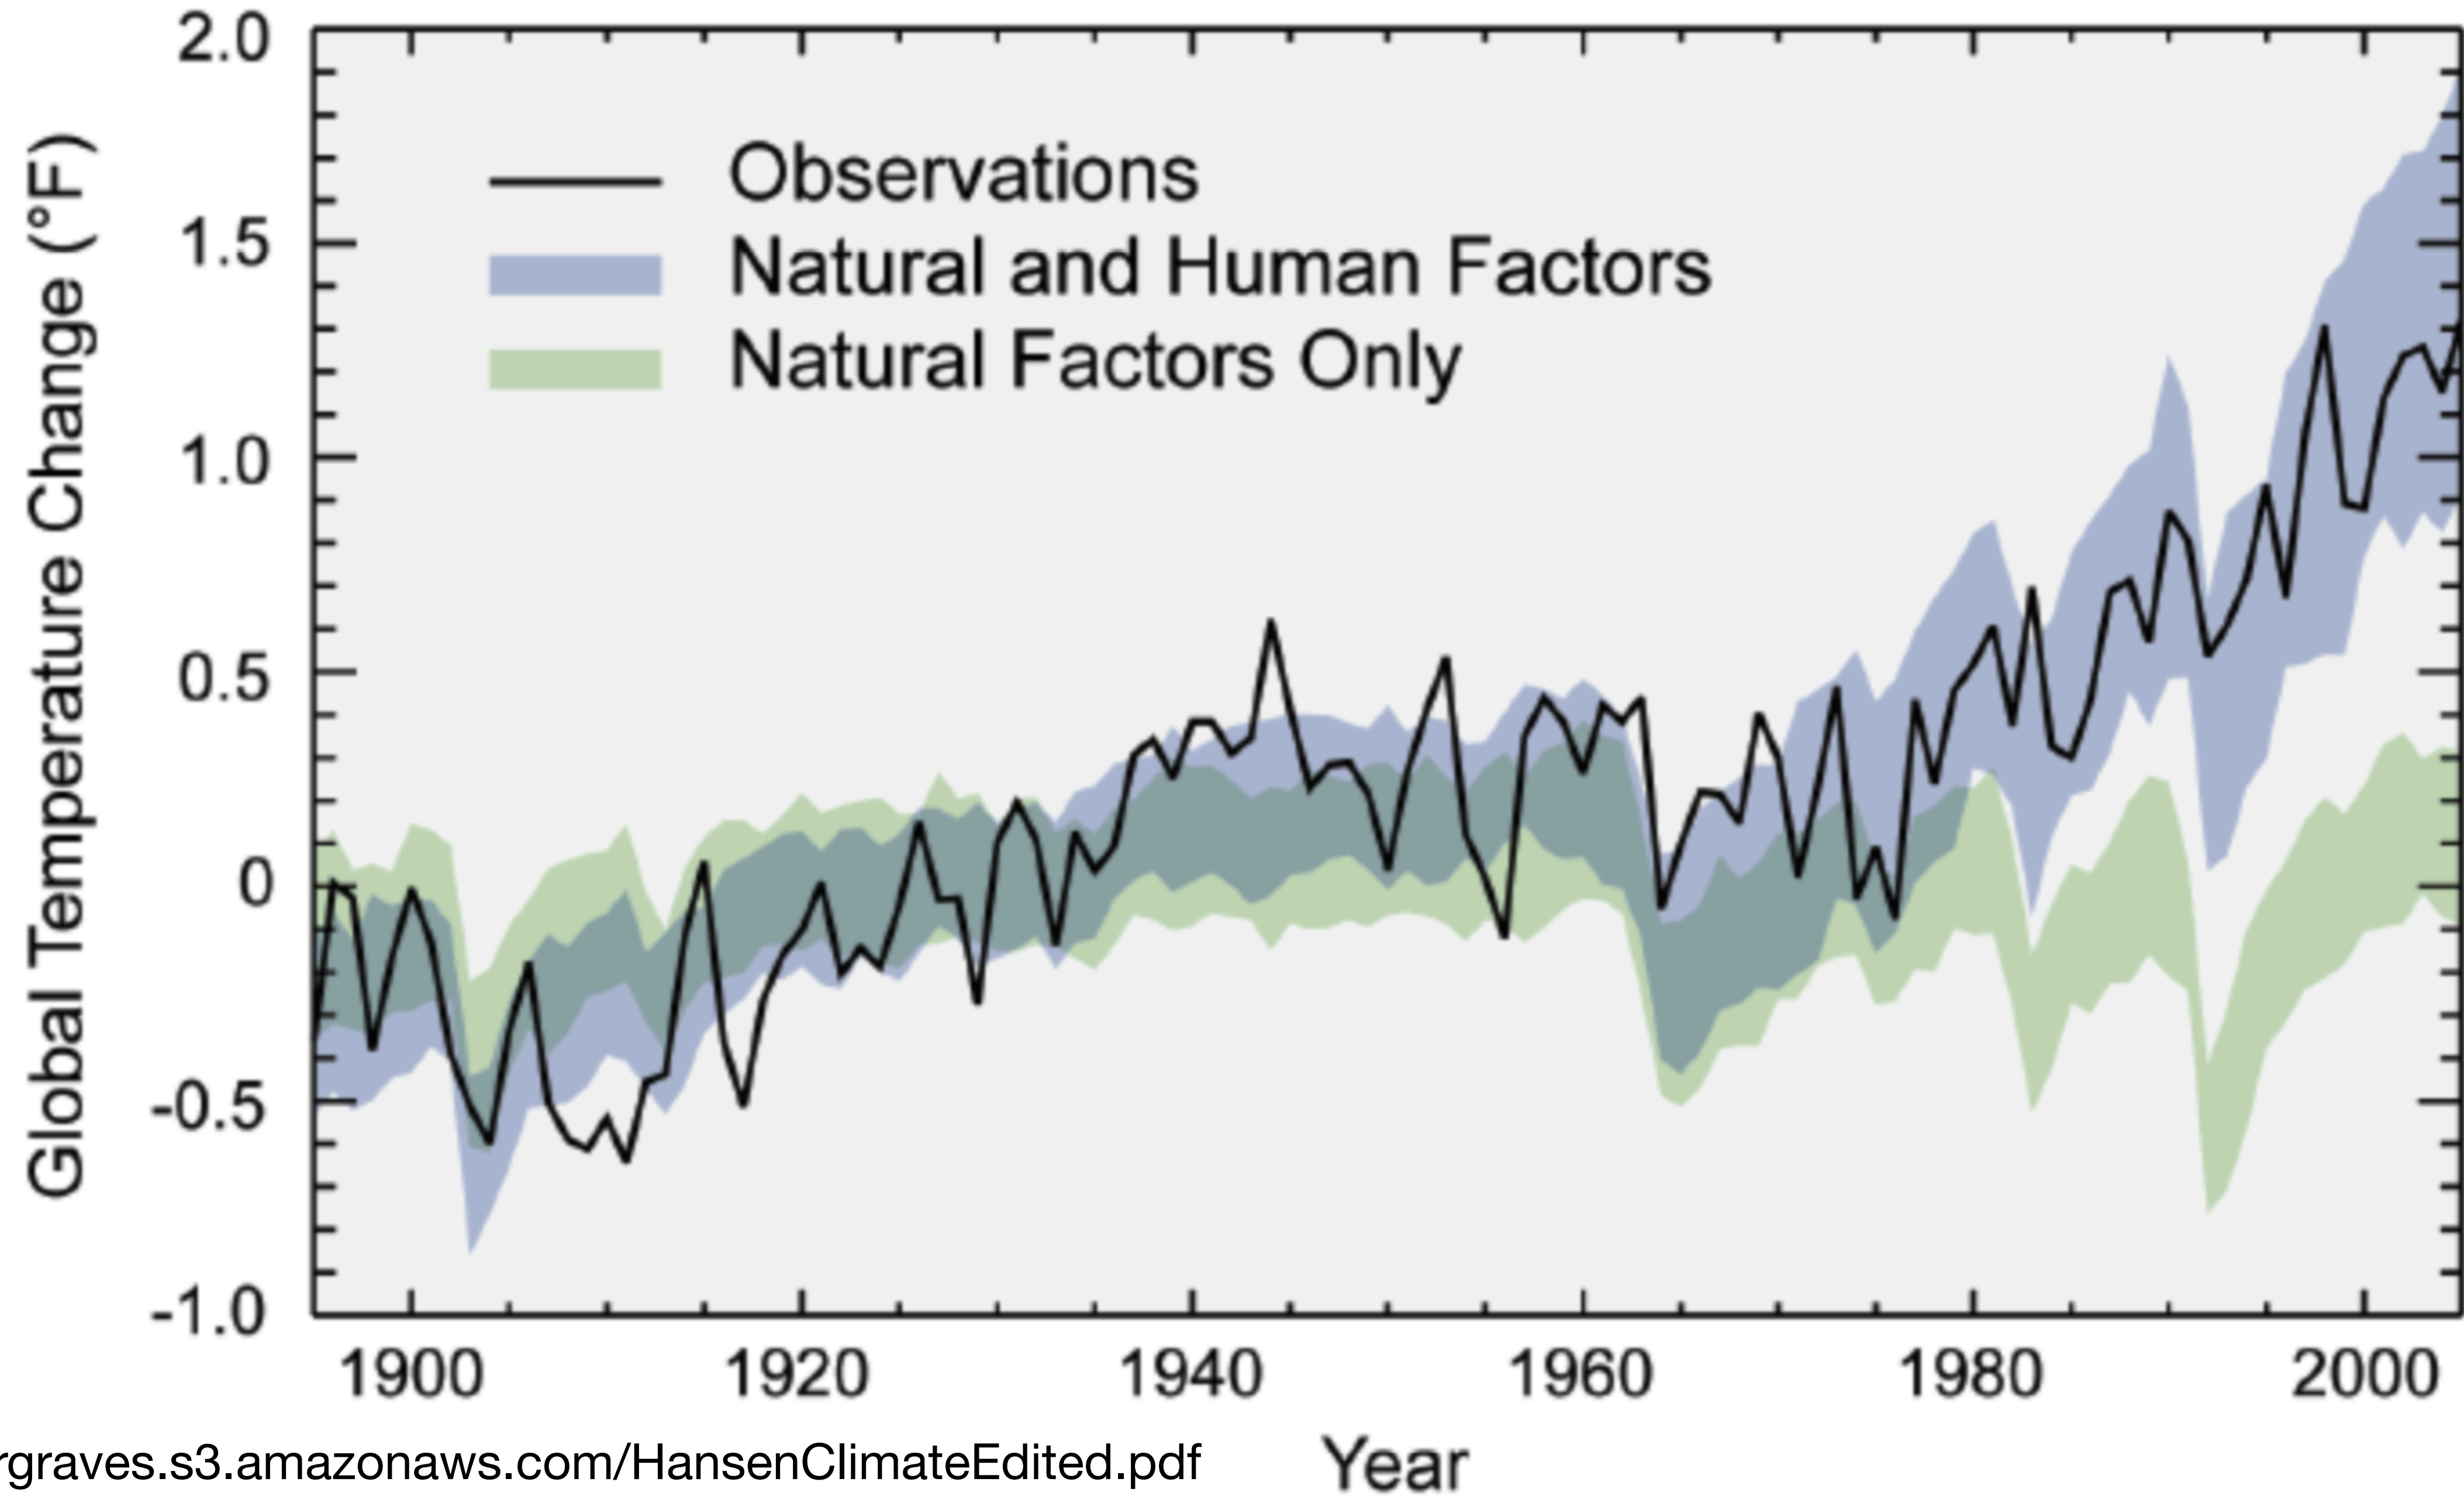 2.0
1.5
1.0
0.5
0
-0.5
-1.0
Global Temperature Change (°F)
Observations
Natural and Human Factors
Natural Factors Only
1900 1920 1940 1960 1980 2000
Year
rgraves.s3.amazonaws.com/HansenClimateEdited.pdf